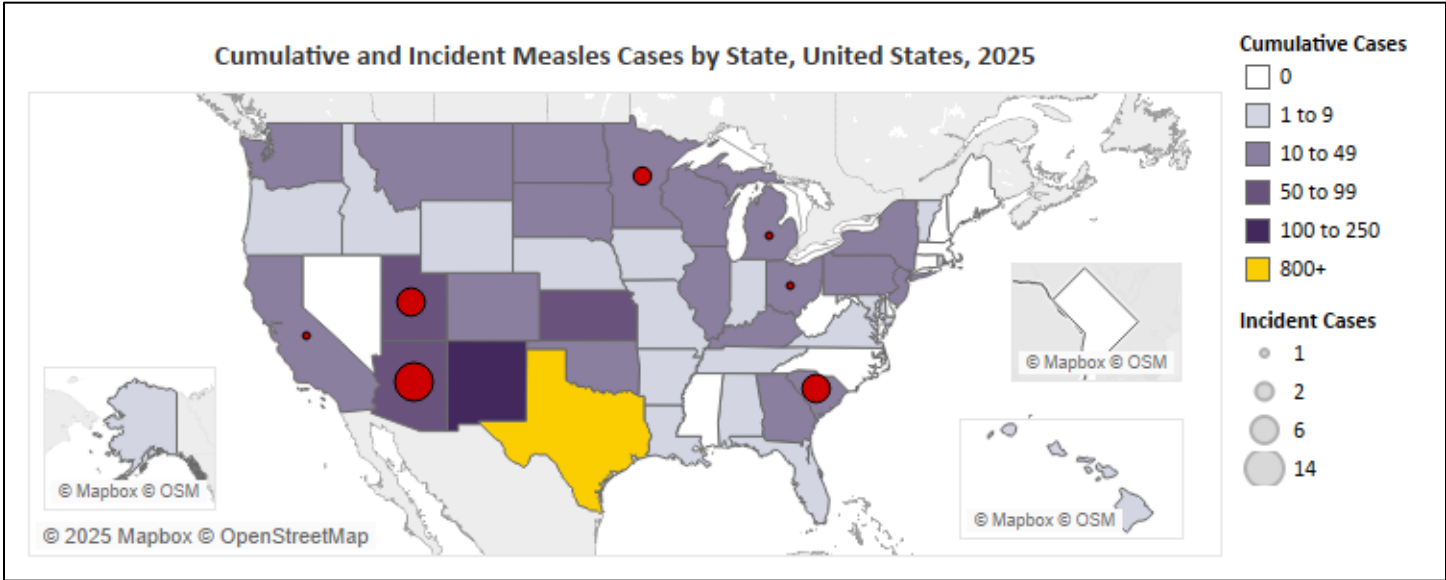 Cumulative and Incident Measles Cases by State, United States, 2025
Cumulative Cases
0
1 to 9
10 to 49
50 to 99
100 to 250
800+
Incident Cases
1
2
6
14
© Mapbox © OSM
© Mapbox © OSM
© Mapbox © OSM
© 2025 Mapbox © OpenStreetMap